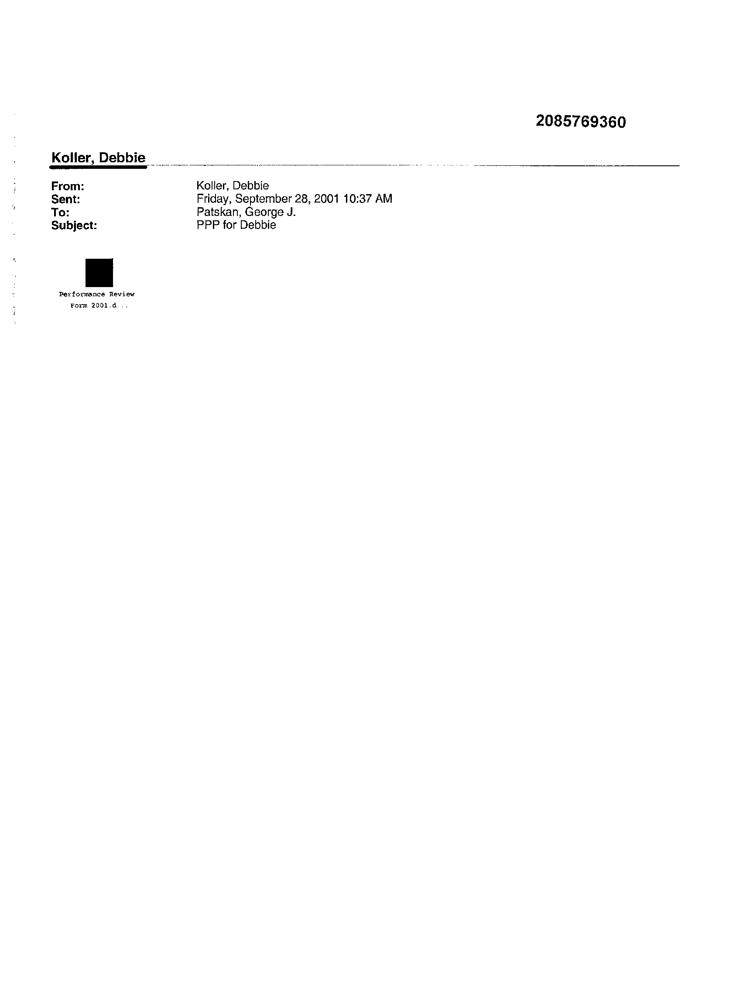 2085769360
Koller, Debbie
From: Koller, Debbie
Sent: Friday, September 28, 2001 10:37 AM
To: Patskan, George J.
Subject: PPP for Debbie
Performance Review
Form 2001.d...